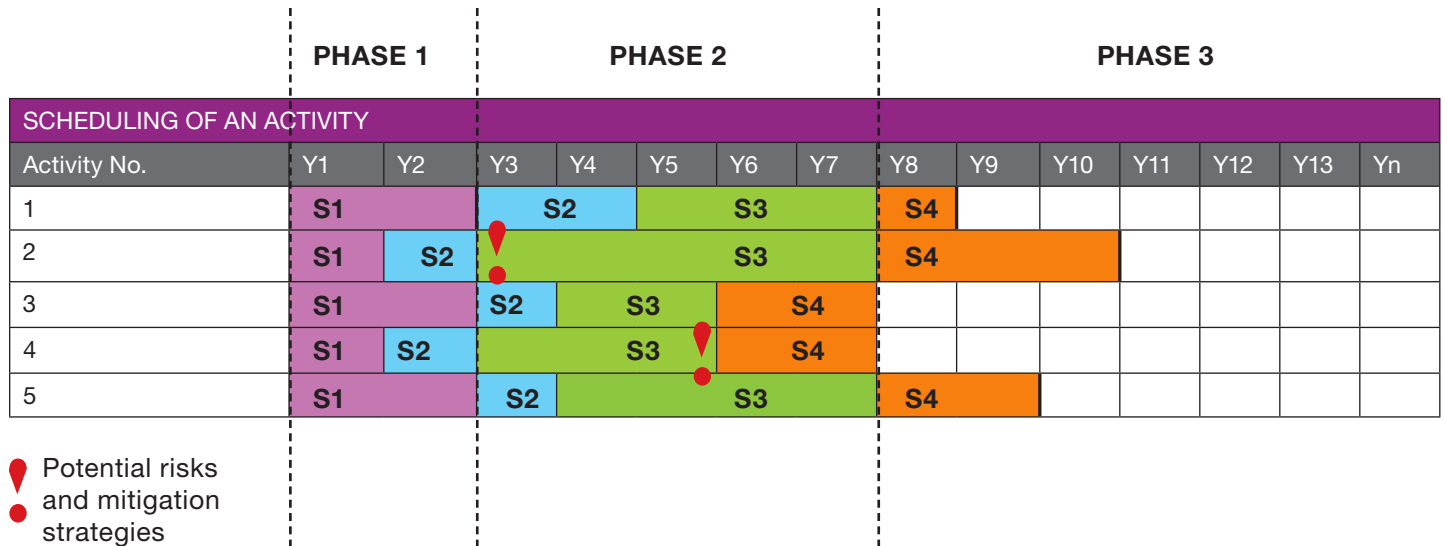 PHASE 1 PHASE 2 PHASE 3
SCHEDULING OF AN ACTIVITY
Activity No. Y1 Y2 Y3 Y4 Y5 Y6 Y7 Y8 Y9 Y10 Y11 Y12 Y13 Yn
1 S1 S2 S3 S4
2 S1 S2 S3 S4
3 S1 S2 S3 S4
4 S1 S2 S3 S4
5 S1 S2 S3 S4
Potential risks
and mitigation
strategies